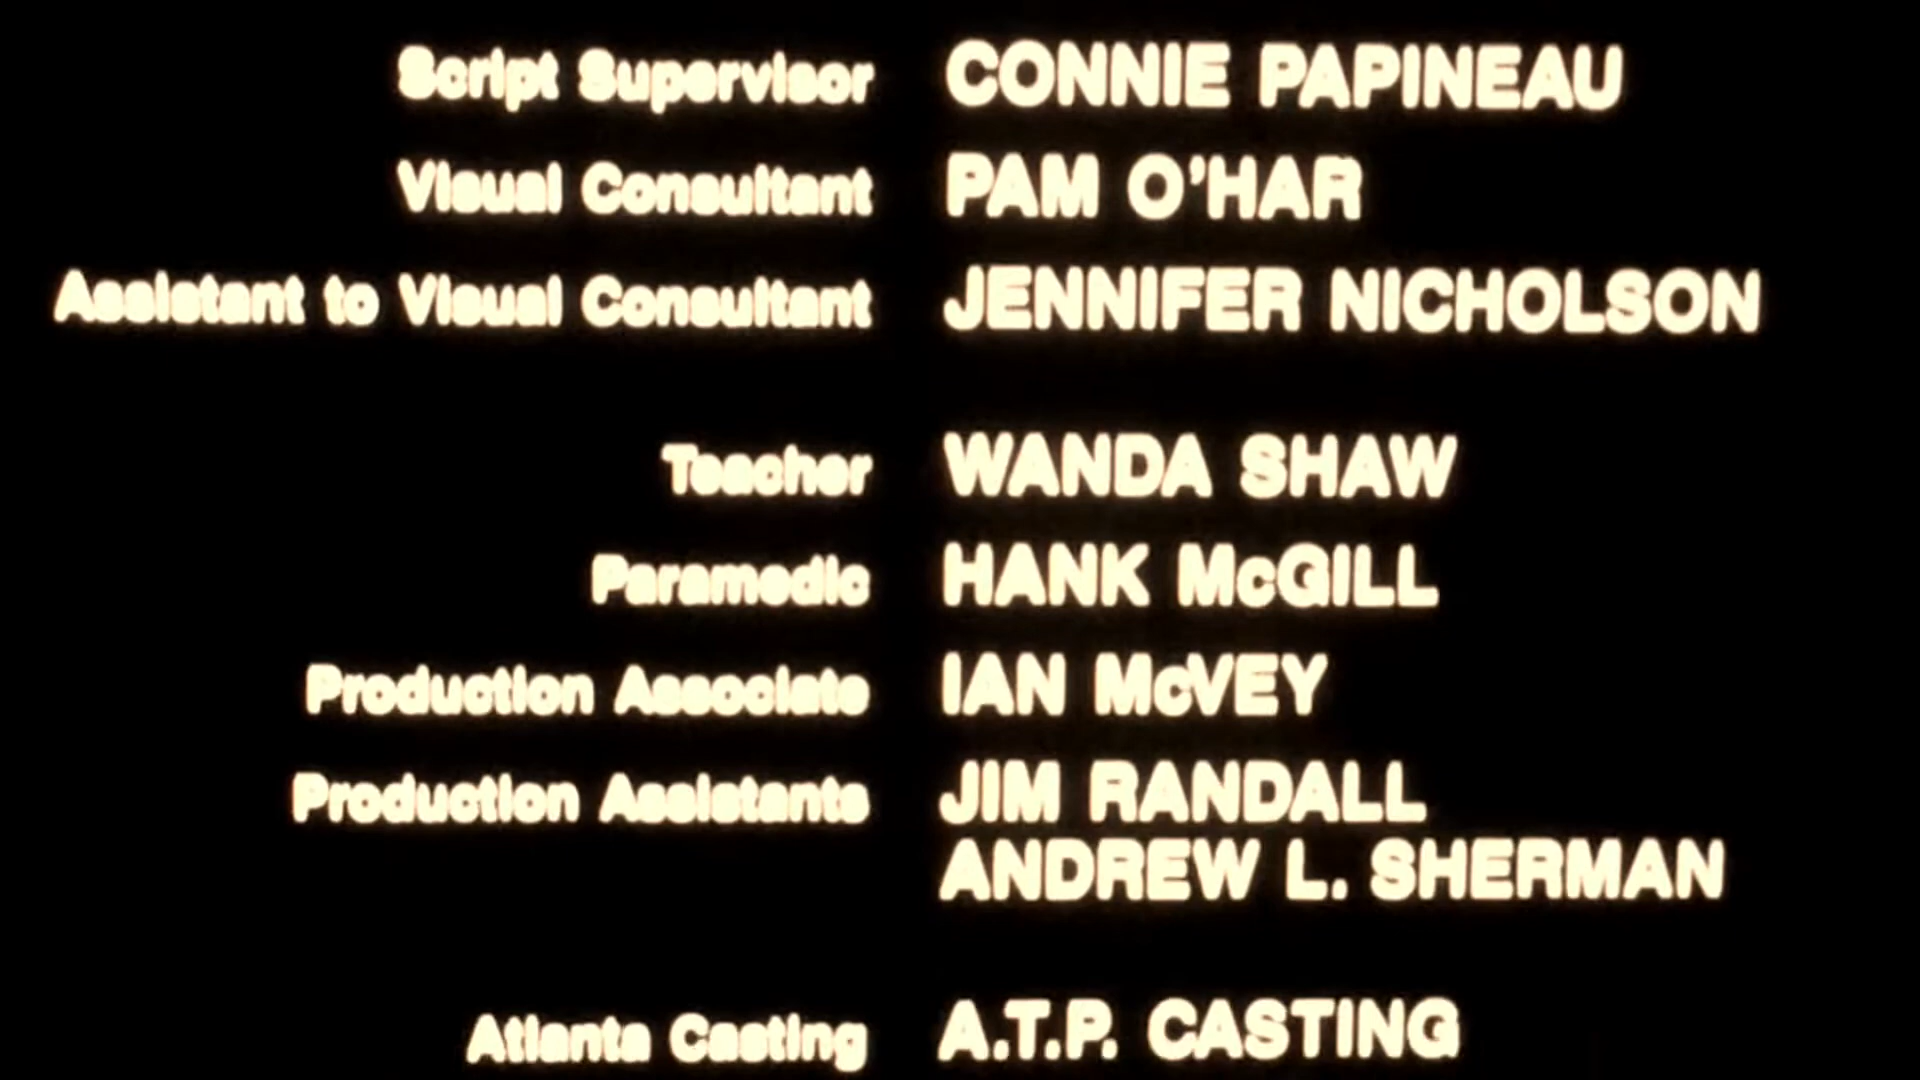 Script Supervisor CONNIE PAPINEAU
Visual Consultant PAM O'HAR
Assistant to Visual Consultant JENNIFER NICHOLSON
Teacher WANDA SHAW
Paramedic HANK McGILL
Production Associate IAN McVEY
Production Assistants JIM RANDALL
ANDREW L. SHERMAN
Atlanta Casting A.T.P. CASTING